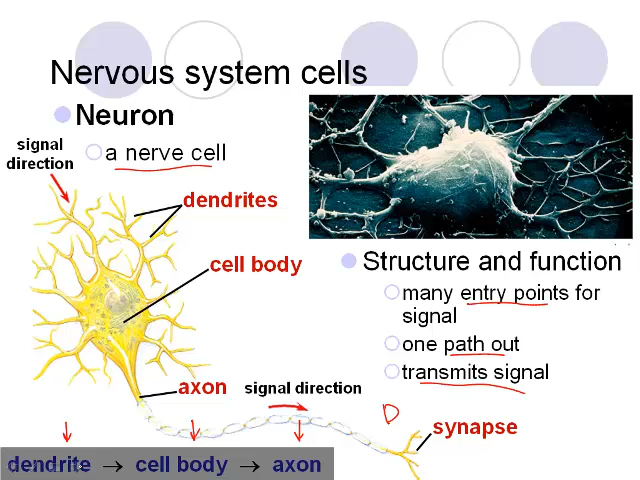 Nervous system cells
Neuron
a nerve cell
signal
direction
dendrites
cell body
axon
signal direction
synapse
Structure and function
many entry points for
signal
one path out
transmits signal
D
dendrite → cell body → axon